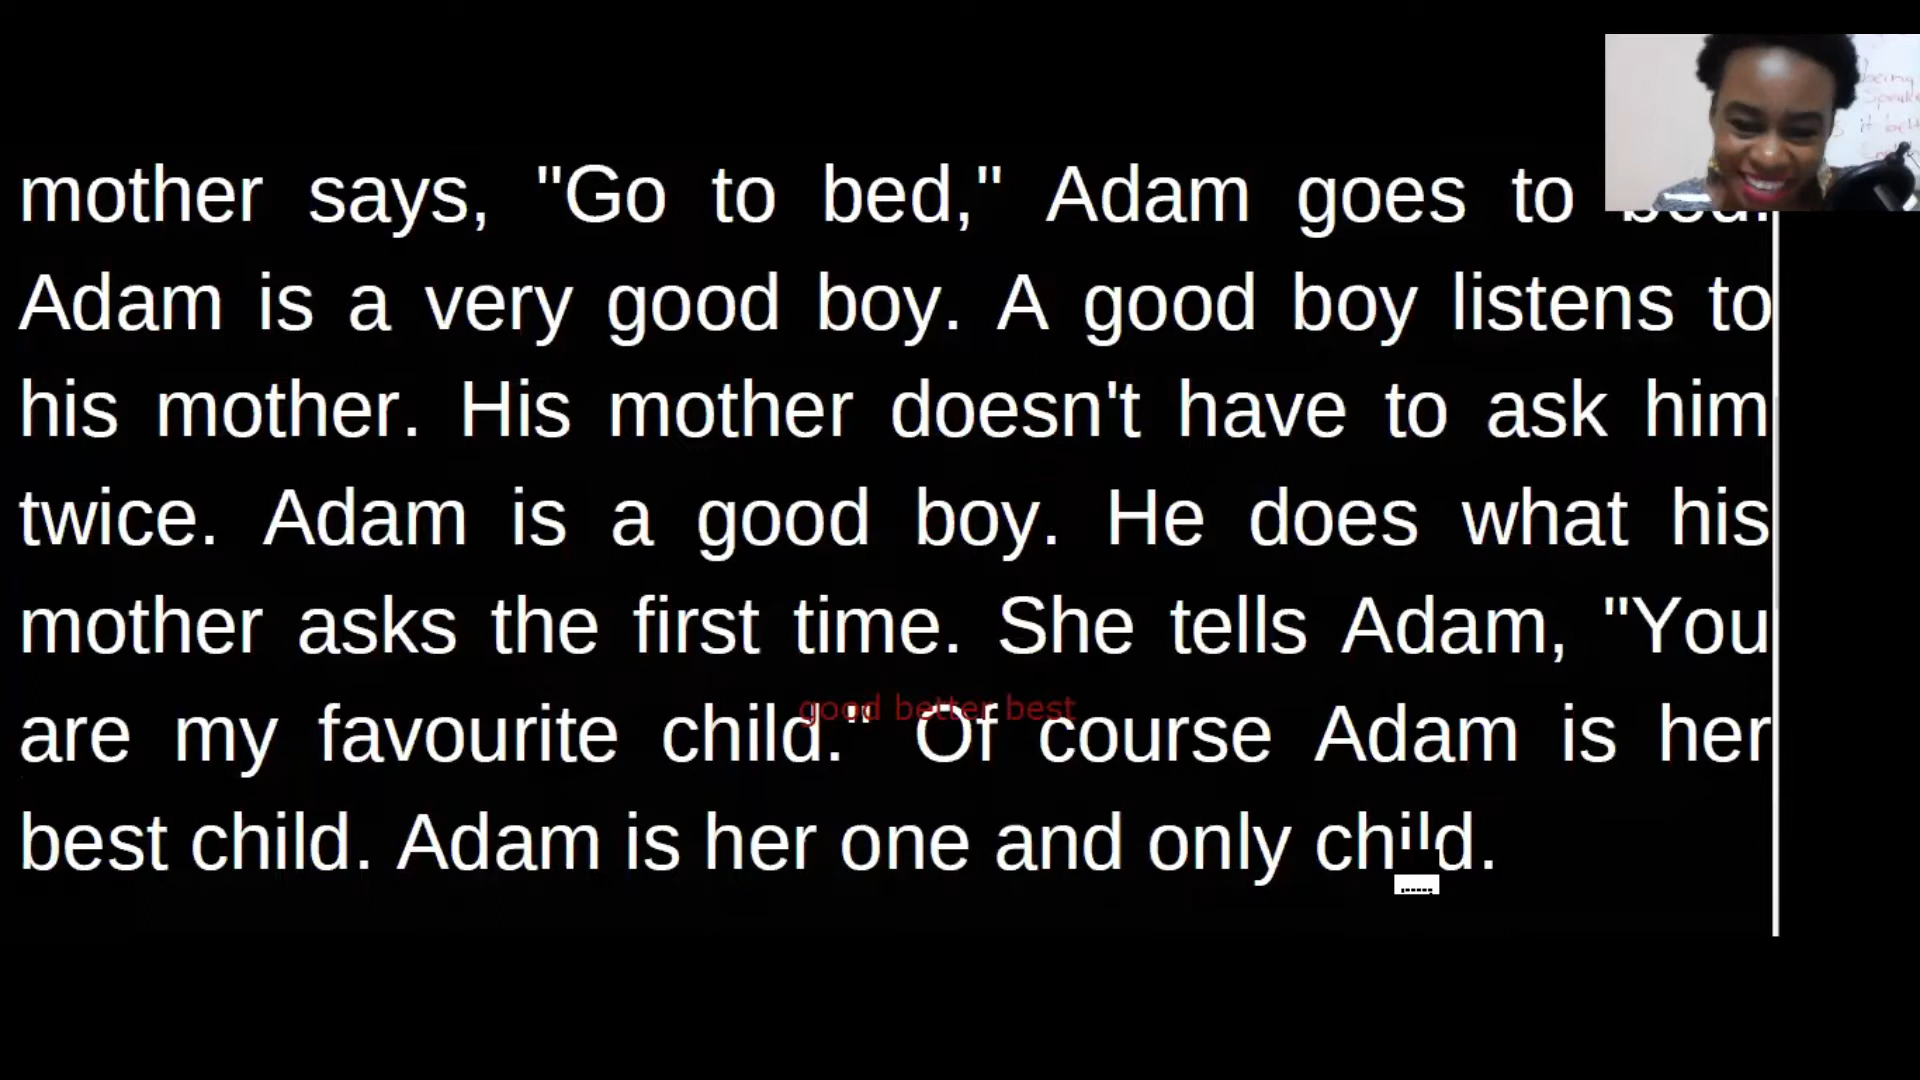 mother says, "Go to bed," Adam goes to bed.
Adam is a very good boy. A good boy listens to
his mother. His mother doesn't have to ask him
twice. Adam is a good boy. He does what his
mother asks the first time. She tells Adam, "You
good better best
are my favourite child." Of course Adam is her
best child. Adam is her one and only child.
being